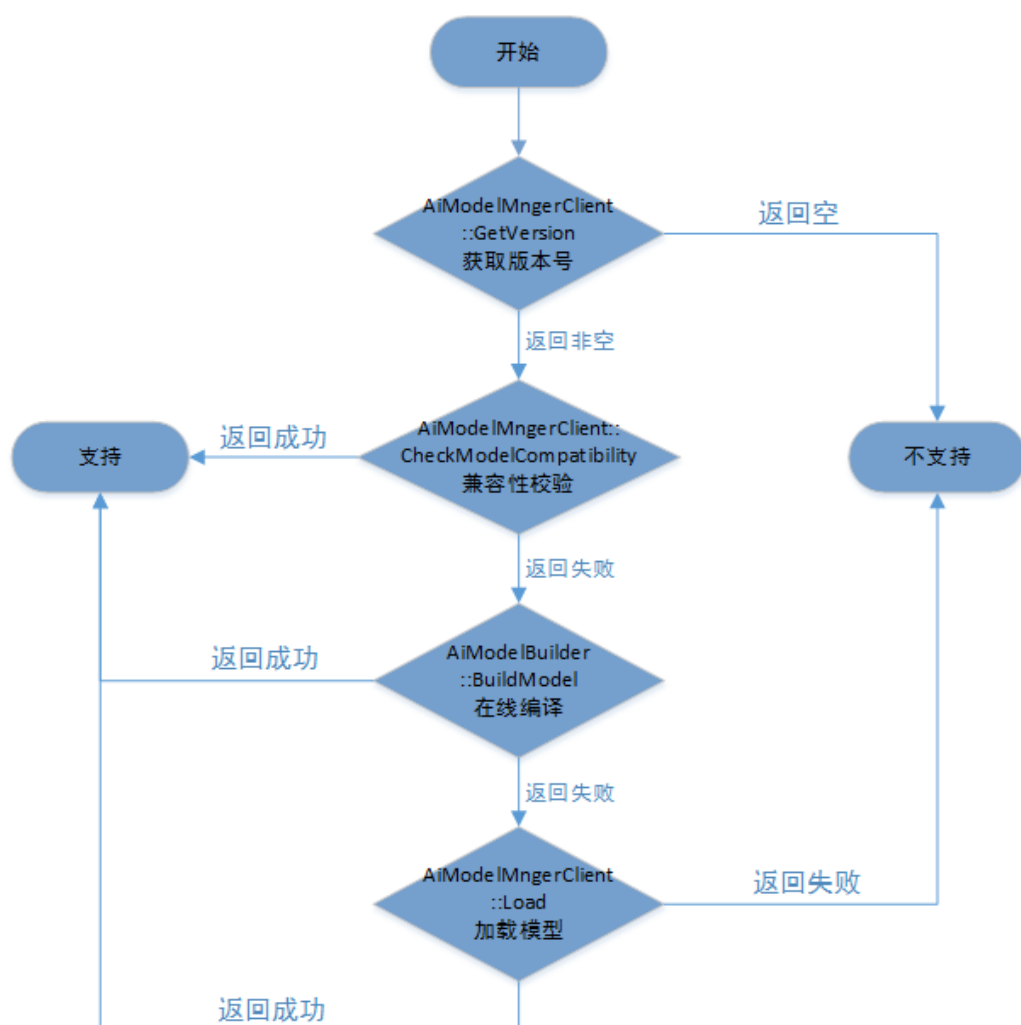 开始
AiModelMngerClient
::GetVersion
获取版本号
返回空
返回非空
AiModelMngerClient::
CheckModelCompatibility
兼容性校验
返回成功
支持
不支持
返回失败
AiModelBuilder
::BuildModel
在线编译
返回成功
返回失败
AiModelMngerClient
::Load
加载模型
返回失败
返回成功